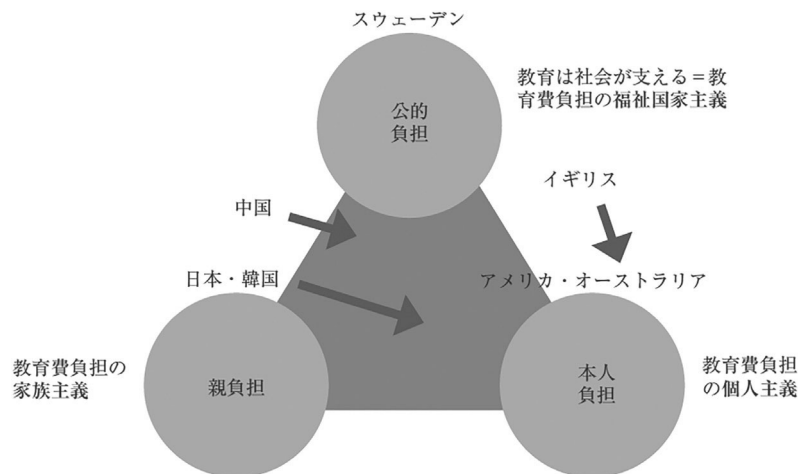 スウェーデン
教育は社会が支える＝教
育費負担の福祉国家主義
公的
負担
イギリス
中国
日本・韓国
アメリカ・オーストラリア
教育費負担の
家族主義
親負担
本人
負担
教育費負担
の個人主義